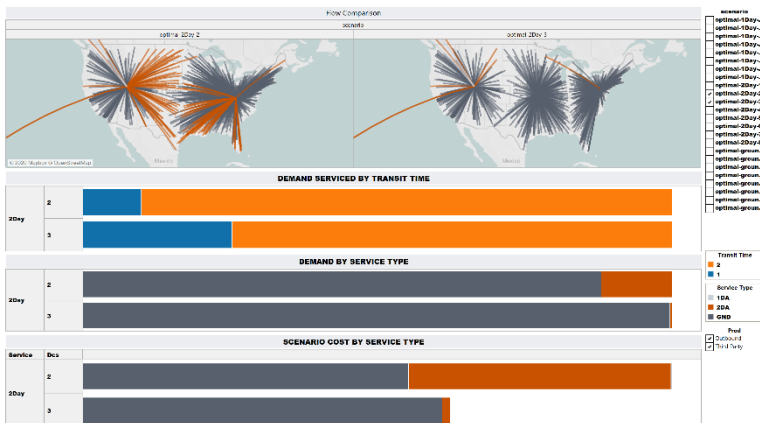 Flow Comparison
scenario
optimal 2Day 2
optimal 2Day 3
Mexico
Mexico
© 2020 Mapbox © OpenStreetMap
DEMAND SERVICED BY TRANSIT TIME
2Day
2
3
DEMAND BY SERVICE TYPE
2Day
2
3
SCENARIO COST BY SERVICE TYPE
Service
Dcs
2Day
2
3
scenario
optimal-1Day-
optimal-1Day-
optimal-1Day-
optimal-1Day-
optimal-1Day-
optimal-1Day-
optimal-1Day-
optimal-1Day-
optimal-2Day-
optimal-2Day-
optimal-2Day-
optimal-2Day-
optimal-2Day-
optimal-2Day-
optimal-2Day-
optimal-2Day-
optimal-groun.
optimal-groun.
optimal-groun.
optimal-groun.
optimal-groun.
optimal-groun.
optimal-groun.
optimal-groun.
Transit Time
2
1
Service Type
1DA
2DA
GND
Prod
Outbound
Third Party